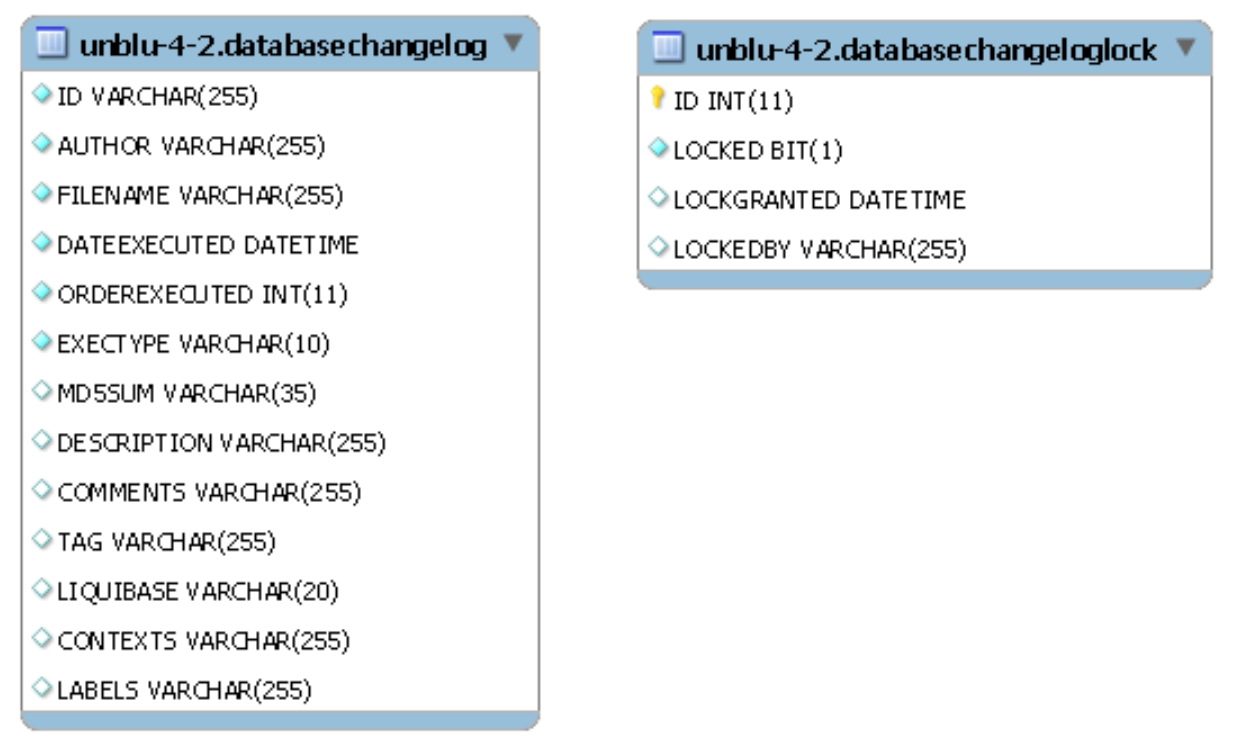 unblu-4-2.databasechangelog
ID VARCHAR(255)
AUTHOR VARCHAR(255)
FILENAME VARCHAR(255)
DATEEXECUTED DATETIME
ORDEREXECUTED INT(11)
EXECTYPE VARCHAR(10)
MD5SUM VARCHAR(35)
DESCRIPTION VARCHAR(255)
COMMENTS VARCHAR(255)
TAG VARCHAR(255)
LIQUIBASE VARCHAR(20)
CONTEXTS VARCHAR(255)
LABELS VARCHAR(255)
unblu-4-2.databasechangeloglock
ID INT(11)
LOCKED BIT(1)
LOCKGRANTED DATETIME
LOCKEDBY VARCHAR(255)